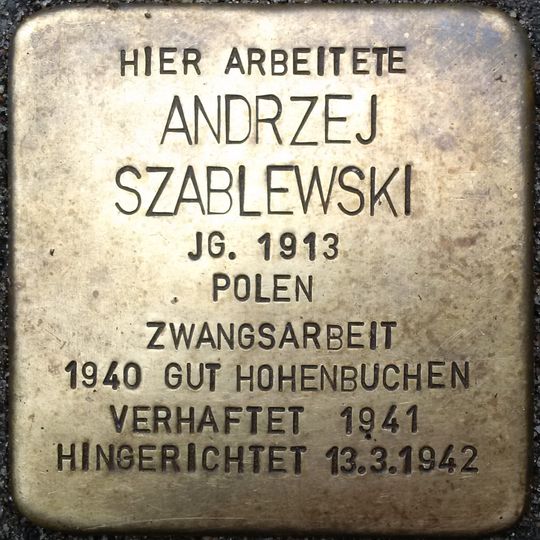 HIER ARBEITETE
ANDRZEJ
SZABLEWSKI
JG. 1913
POLEN
ZWANGSARBEIT
1940 GUT HOHENBUCHEN
VERHAFTET 1941
HINGERICHTET 13.3.1942